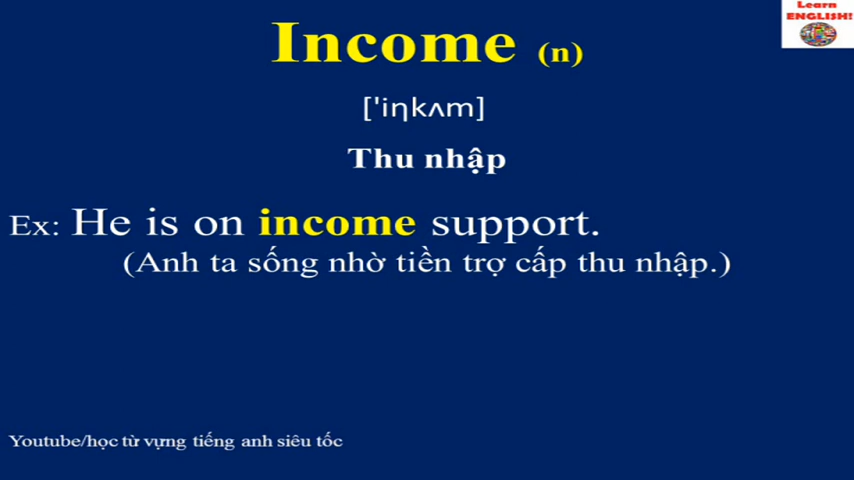 Learn
ENGLISH!
Income (n)
['iηkʌm]
Thu nhập
Ex: He is on income support.
(Anh ta sống nhờ tiền trợ cấp thu nhập.)
Youtube/học từ vựng tiếng anh siêu tốc